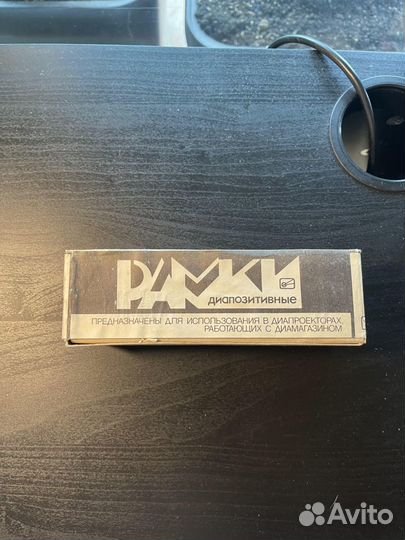 РАМКИ
диапозитивные
ПРЕДНАЗНАЧЕНЫ ДЛЯ ИСПОЛЬЗОВАНИЯ В ДИАПРОЕКТОРАХ,
РАБОТАЮЩИХ С ДИАМАГАЗИНОМ
Avito